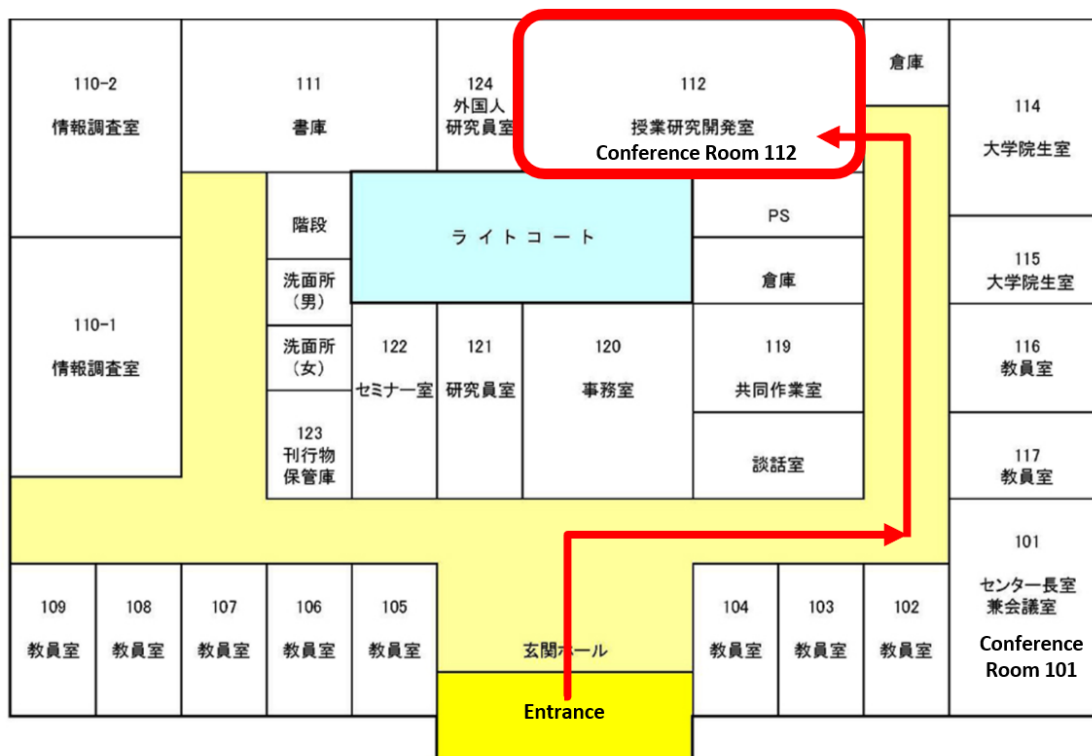 110-2
情報調査室
111
書庫
124
外国人
研究員室
112
授業研究開発室
Conference Room 112
倉庫
114
大学院生室
階段
ライトコート
PS
洗面所
(男)
倉庫
115
大学院生室
110-1
情報調査室
洗面所
(女)
122
セミナー室
121
研究員室
120
事務室
119
共同作業室
116
教員室
123
刊行物
保管庫
談話室
117
教員室
101
センター長室
兼会議室
Conference
Room 101
109
教員室
108
教員室
107
教員室
106
教員室
105
教員室
玄関ホール
104
教員室
103
教員室
102
教員室
Entrance